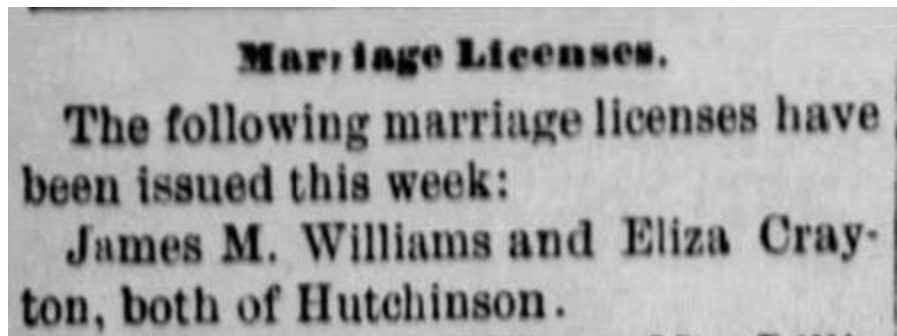 Marriage Licenses.
The following marriage licenses have
been issued this week:
James M. Williams and Eliza Cray-
ton, both of Hutchinson.